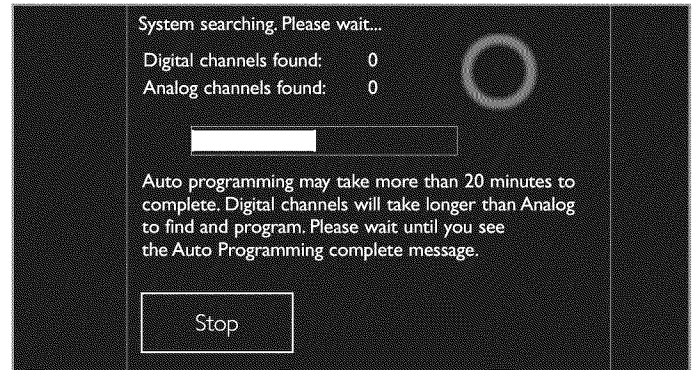 System searching. Please wait...
Digital channels found: 0
Analog channels found: 0
Auto programming may take more than 20 minutes to
complete. Digital channels will take longer than Analog
to find and program. Please wait until you see
the Auto Programming complete message.
Stop